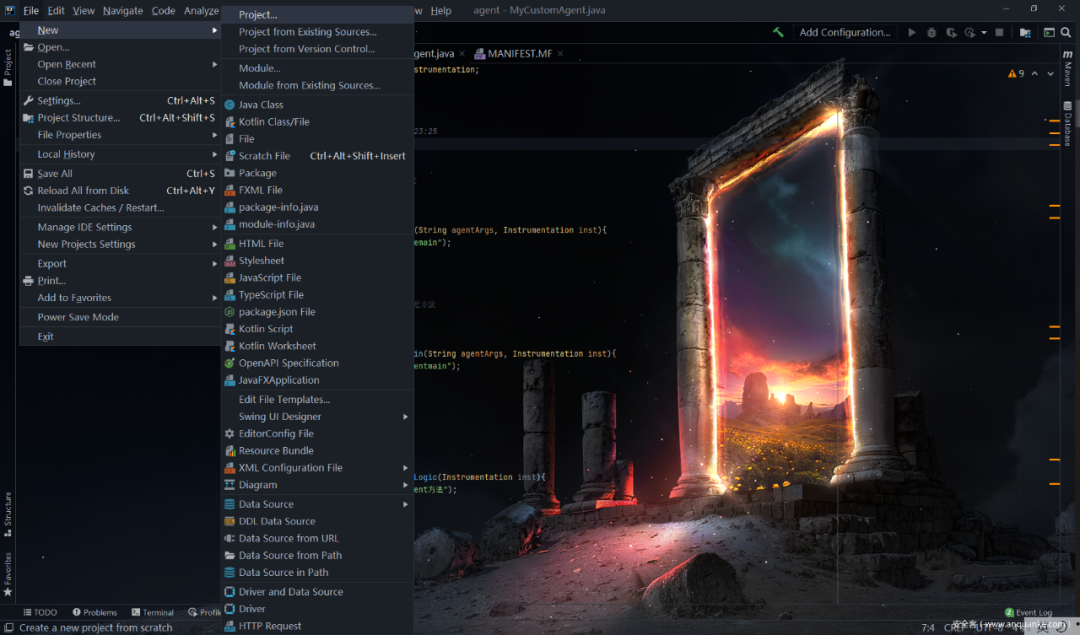 File Edit View Navigate Code Analyze
w Help
agent - MyCustomAgent.java
ag
gent.java
MANIFEST.MF
Add Configuration...
Project...
New
Project from Existing Sources...
Open...
Project from Version Control...
Open Recent
Module...
Close Project
Module from Existing Sources...
Settings... Ctrl+Alt+S
Java Class
Project Structure... Ctrl+Alt+Shift+S
Kotlin Class/File
File Properties
File
Local History
Scratch File Ctrl+Alt+Shift+Insert
Save All Ctrl+S
Package
Reload All from Disk Ctrl+Alt+Y
FXML File
Invalidate Caches / Restart...
package-info.java
Manage IDE Settings
module-info.java
New Projects Settings
HTML File
Export
Stylesheet
Print...
JavaScript File
Add to Favorites
TypeScript File
Power Save Mode
package.json File
Exit
Kotlin Script
Kotlin Worksheet
OpenAPI Specification
JavaFXApplication
Edit File Templates...
Swing UI Designer
EditorConfig File
Resource Bundle
XML Configuration File
Diagram
Data Source
DDL Data Source
Data Source from URL
Data Source from Path
Data Source in Path
Driver and Data Source
Driver
HTTP Request
strumentation;
23:25
(String agentArgs, Instrumentation inst){
emain");
in(String agentArgs, Instrumentation inst){
entmain");
Logic(Instrumentation inst){
ent方法");
9
Project
Structure
Favorites
Maven
Database
TODO
Problems
Terminal
Profil
Event Log
Create a new project from scratch
7:4
安全客 (www.anquanke.com)